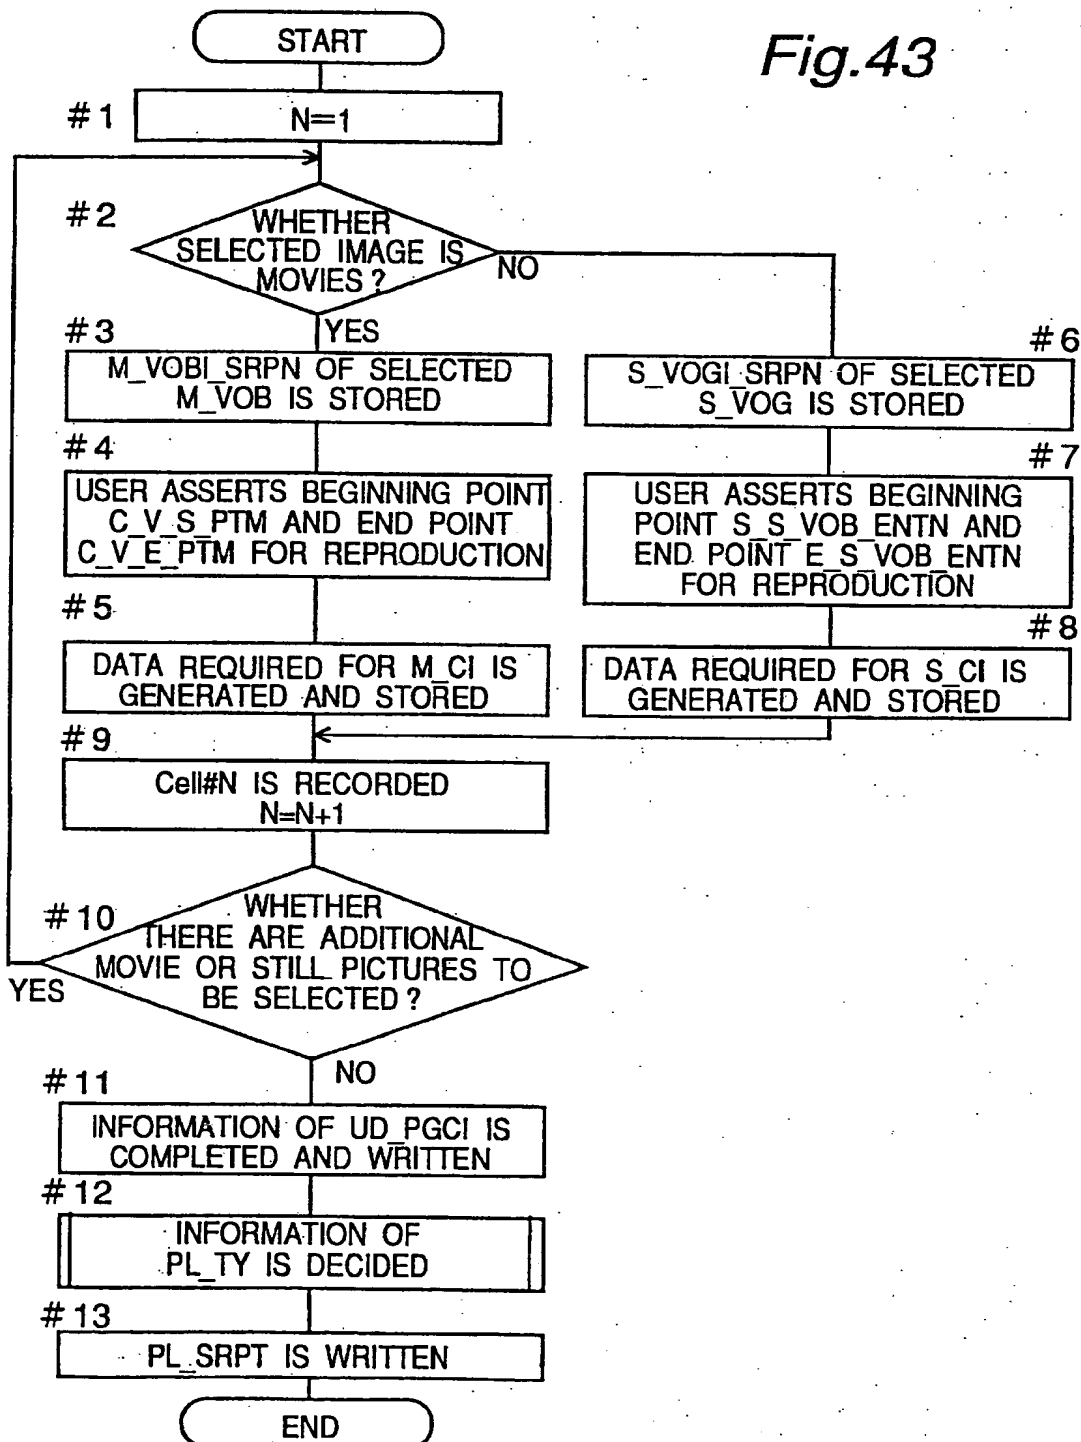 Fig.43
START
#1
N=1
#2
WHETHER
SELECTED IMAGE IS
MOVIES?
NO
YES
#3
M_VOBI_SRPN OF SELECTED
M_VOB IS STORED
#6
S_VOGI_SRPN OF SELECTED
S_VOG IS STORED
#4
USER ASSERTS BEGINNING POINT
C_V_S_PTM AND END POINT
C_V_E_PTM FOR REPRODUCTION
#7
USER ASSERTS BEGINNING
POINT S_S_VOB_ENTN AND
END POINT E_S_VOB_ENTN
FOR REPRODUCTION
#5
DATA REQUIRED FOR M_CI IS
GENERATED AND STORED
#8
DATA REQUIRED FOR S_CI IS
GENERATED AND STORED
#9
Cell#N IS RECORDED
N=N+1
#10
WHETHER
THERE ARE ADDITIONAL
MOVIE OR STILL PICTURES TO
BE SELECTED?
YES
NO
#11
INFORMATION OF UD_PGCI IS
COMPLETED AND WRITTEN
#12
INFORMATION OF
PL_TY IS DECIDED
#13
PL_SRPT IS WRITTEN
END